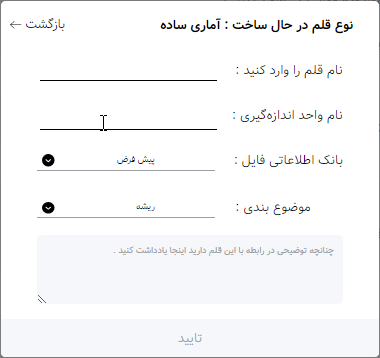 نوع قلم در حال ساخت : آماری ساده
بازگشت ←
نام قلم را وارد کنید :
نام واحد اندازه‌گیری :
بانک اطلاعاتی فایل : پیش فرض
موضوع بندی : ریشه
چنانچه توضیحی در رابطه با این قلم دارید اینجا یادداشت کنید .
تایید